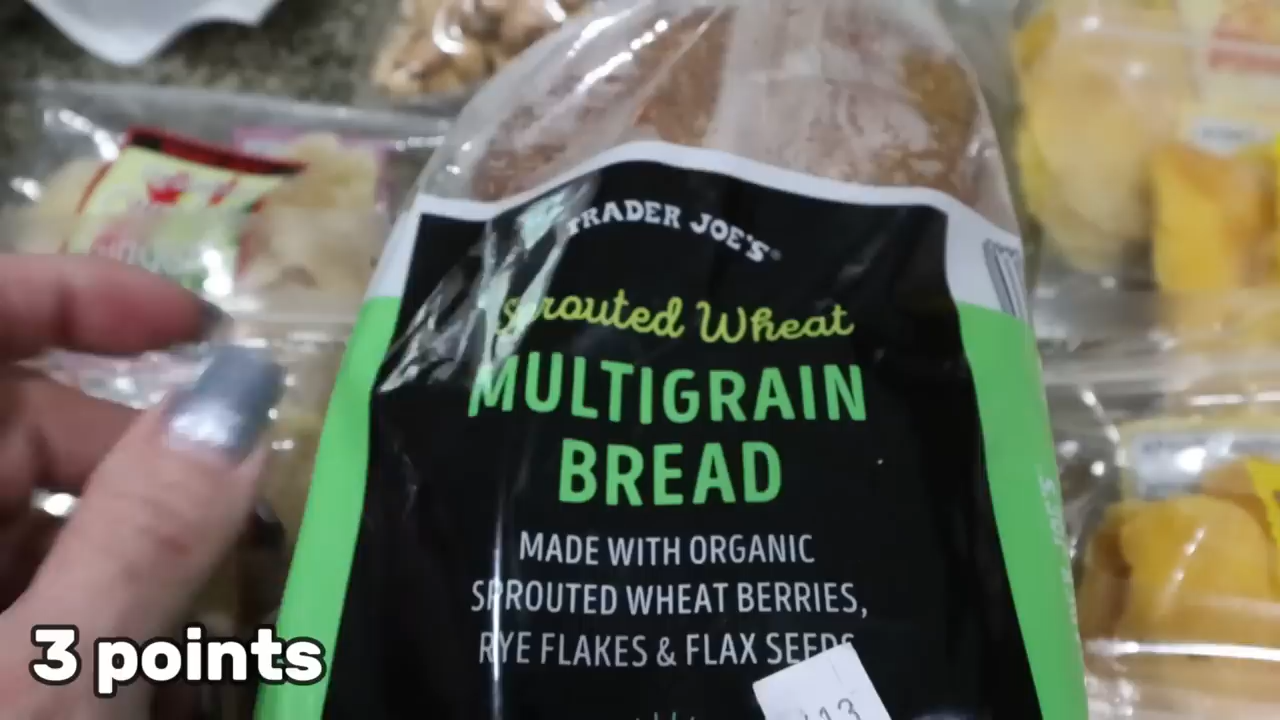 TRADER JOE'S
Sprouted Wheat
MULTIGRAIN
BREAD
MADE WITH ORGANIC
SPROUTED WHEAT BERRIES,
RYE FLAKES & FLAX SEEDS
3 points